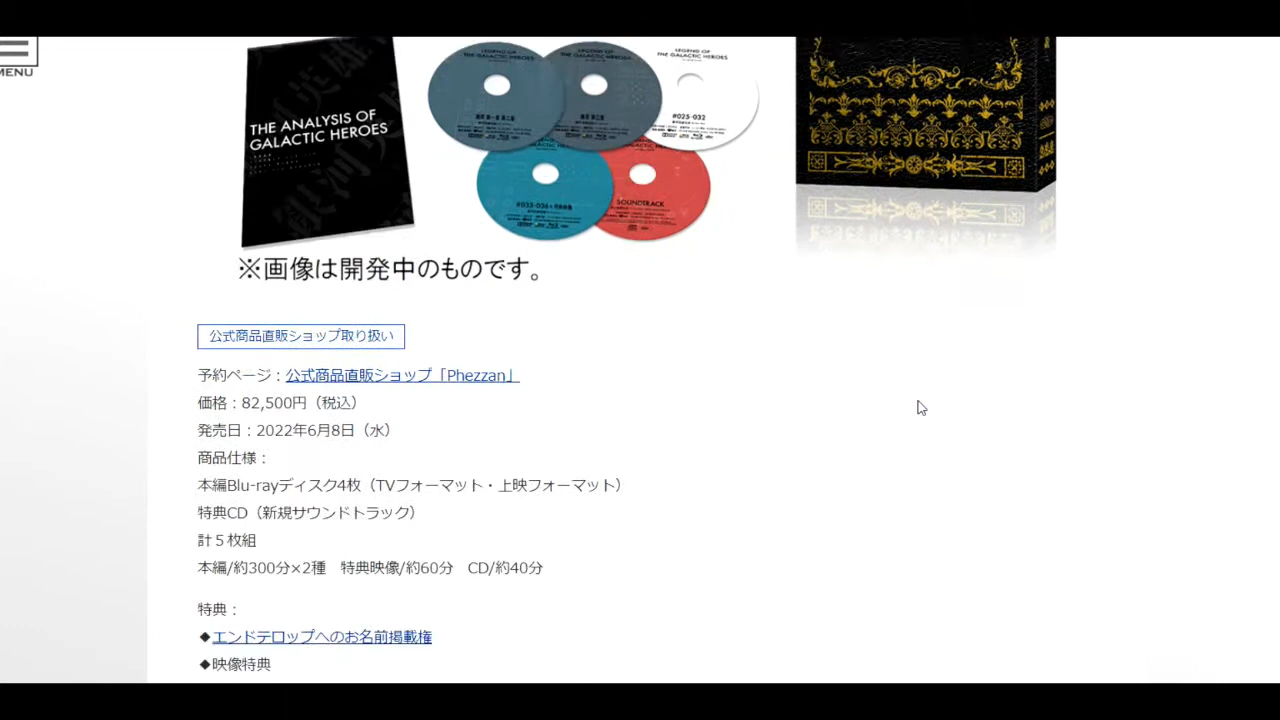 MENU
THE ANALYSIS OF
GALACTIC HEROES
LEGEND OF
THE GALACTIC HEROES
LEGEND OF
THE GALACTIC HEROES
LEGEND OF
THE GALACTIC HEROES
#025-032
SOUNDTRACK
※画像は開発中のものです。
公式商品直販ショップ取り扱い
予約ページ：公式商品直販ショップ「Phezzan」
価格：82,500円（税込）
発売日：2022年6月8日（水）
商品仕様：
本編Blu-rayディスク4枚（TVフォーマット・上映フォーマット）
特典CD（新規サウンドトラック）
計５枚組
本編/約300分×2種　特典映像/約60分　CD/約40分
特典：
◆エンドテロップへのお名前掲載権
◆映像特典